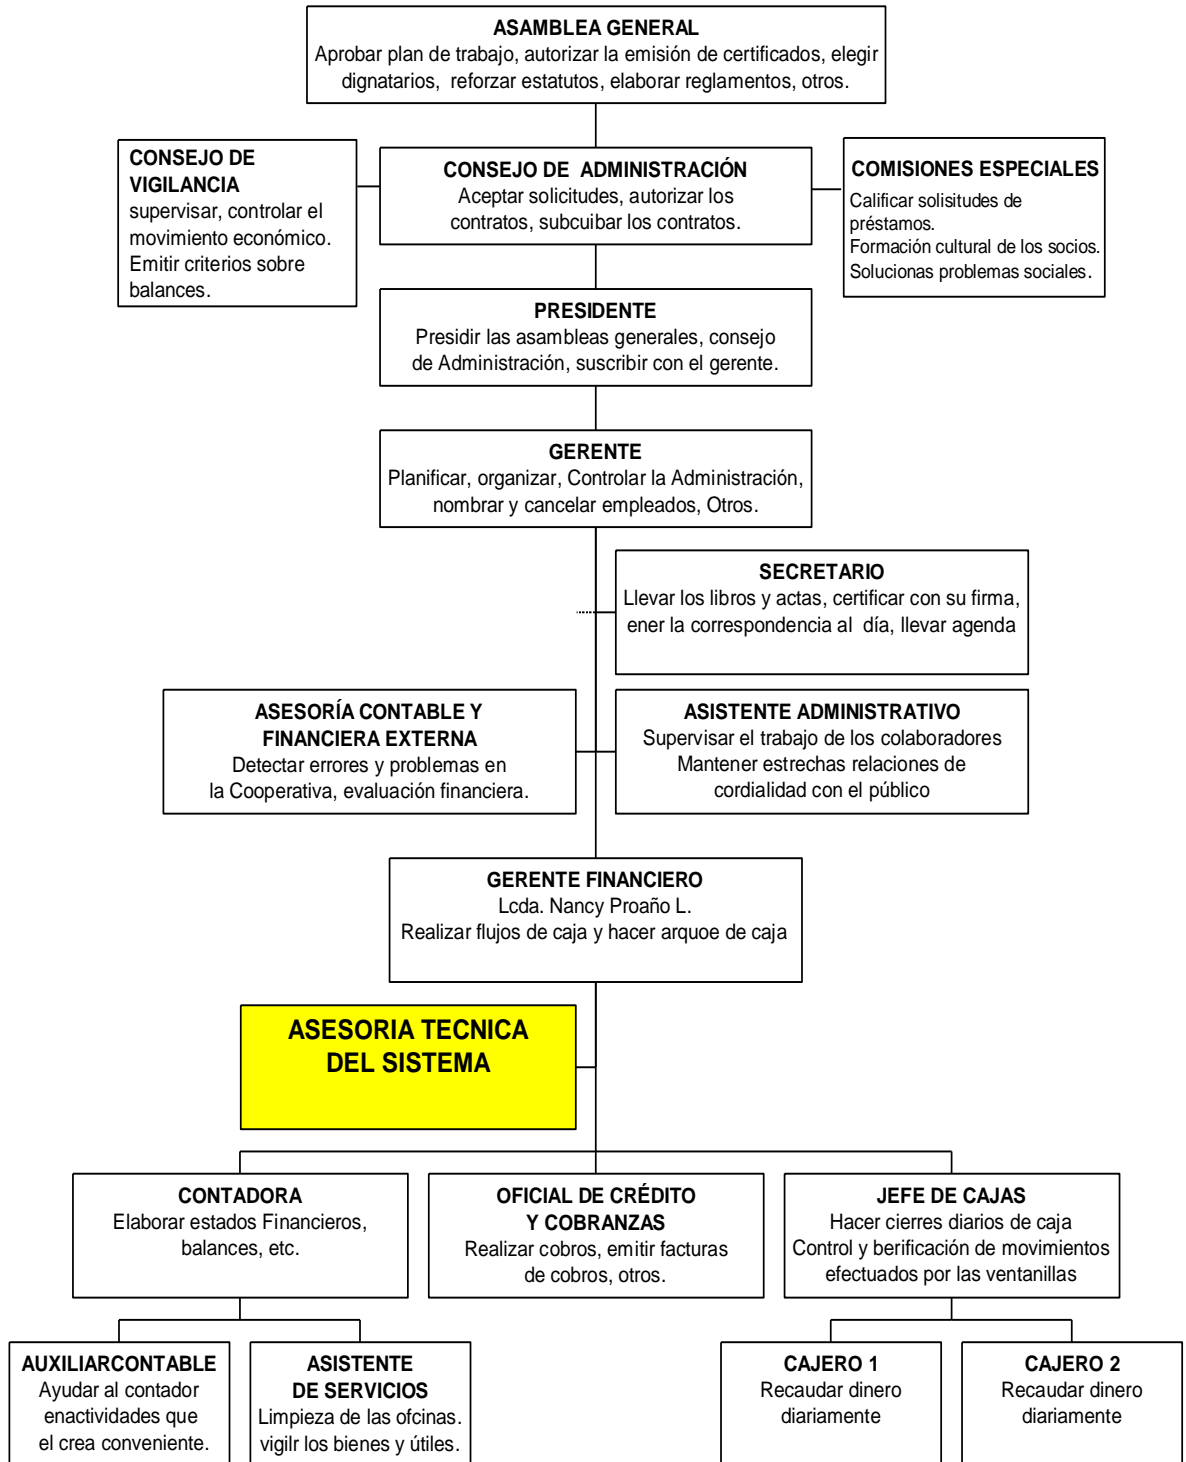 ASAMBLEA GENERAL
Aprobar plan de trabajo, autorizar la emisión de certificados, elegir
dignatarios, reforzar estatutos, elaborar reglamentos, otros.
CONSEJO DE
VIGILANCIA
supervisar, controlar el
movimiento económico.
Emitir criterios sobre
balances.
CONSEJO DE ADMINISTRACIÓN
Aceptar solicitudes, autorizar los
contratos, subcuibar los contratos.
COMISIONES ESPECIALES
Calificar solisitudes de
préstamos.
Formación cultural de los socios.
Solucionas problemas sociales.
PRESIDENTE
Presidir las asambleas generales, consejo
de Administración, suscribir con el gerente.
GERENTE
Planificar, organizar, Controlar la Administración,
nombrar y cancelar empleados, Otros.
SECRETARIO
Llevar los libros y actas, certificar con su firma,
ener la correspondencia al día, llevar agenda
ASESORÍA CONTABLE Y
FINANCIERA EXTERNA
Detectar errores y problemas en
la Cooperativa, evaluación financiera.
ASISTENTE ADMINISTRATIVO
Supervisar el trabajo de los colaboradores
Mantener estrechas relaciones de
cordialidad con el público
GERENTE FINANCIERO
Lcda. Nancy Proaño L.
Realizar flujos de caja y hacer arquoe de caja
ASESORIA TECNICA
DEL SISTEMA
CONTADORA
Elaborar estados Financieros,
balances, etc.
OFICIAL DE CRÉDITO
Y COBRANZAS
Realizar cobros, emitir facturas
de cobros, otros.
JEFE DE CAJAS
Hacer cierres diarios de caja
Control y berificación de movimientos
efectuados por las ventanillas
AUXILIARCONTABLE
Ayudar al contador
enactividades que
el crea conveniente.
ASISTENTE
DE SERVICIOS
Limpieza de las ofcinas.
vigilr los bienes y útiles.
CAJERO 1
Recaudar dinero
diariamente
CAJERO 2
Recaudar dinero
diariamente